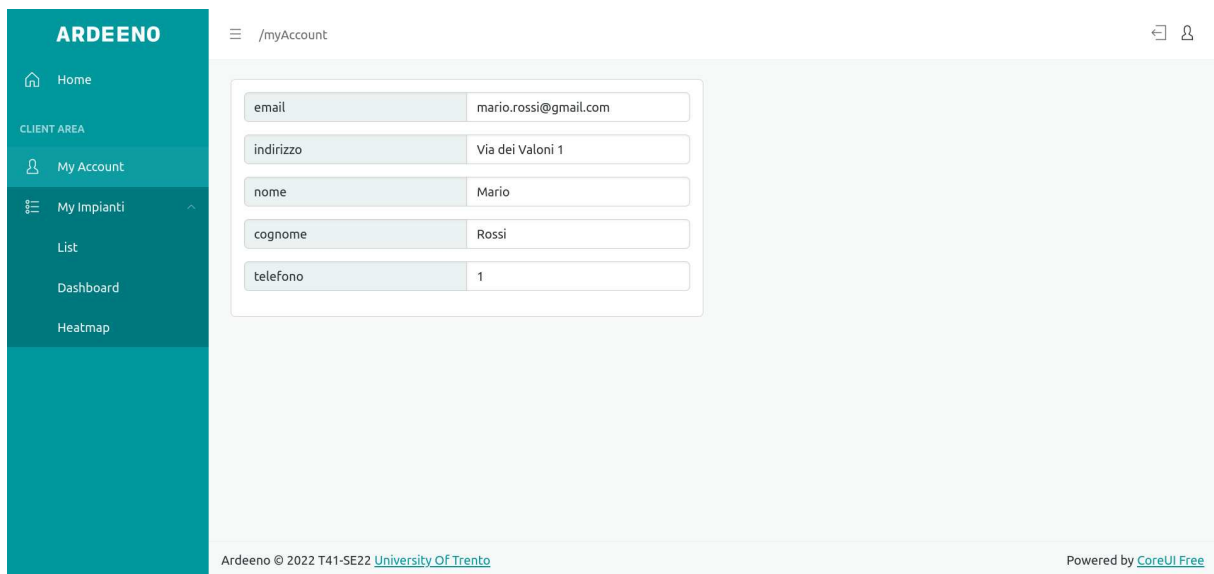 ARDEENO
/myAccount
Home
CLIENT AREA
My Account
My Impianti
List
Dashboard
Heatmap
email mario.rossi@gmail.com
indirizzo Via dei Valoni 1
nome Mario
cognome Rossi
telefono 1
Ardeeno © 2022 T41-SE22 University Of Trento
Powered by CoreUI Free